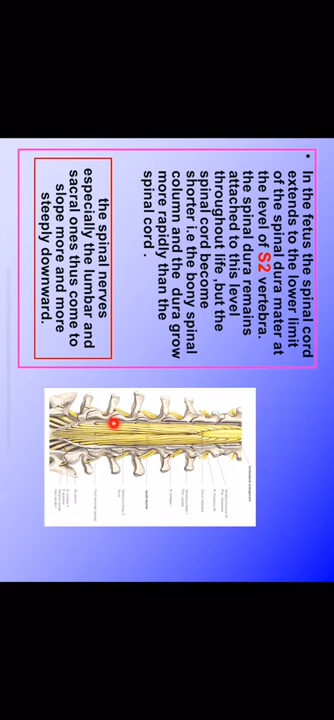 • In the fetus the spinal cord
extends to the lower limit
of the spinal dura mater at
the level of S2 vertebra.
the spinal dura remains
attached to this level
throughout life ,but the
spinal cord become
shorter i.e the bony spinal
column and the dura grow
more rapidly than the
spinal cord .
the spinal nerves
especially the lumbar and
sacral ones thus come to
slope more and more
steeply downward.